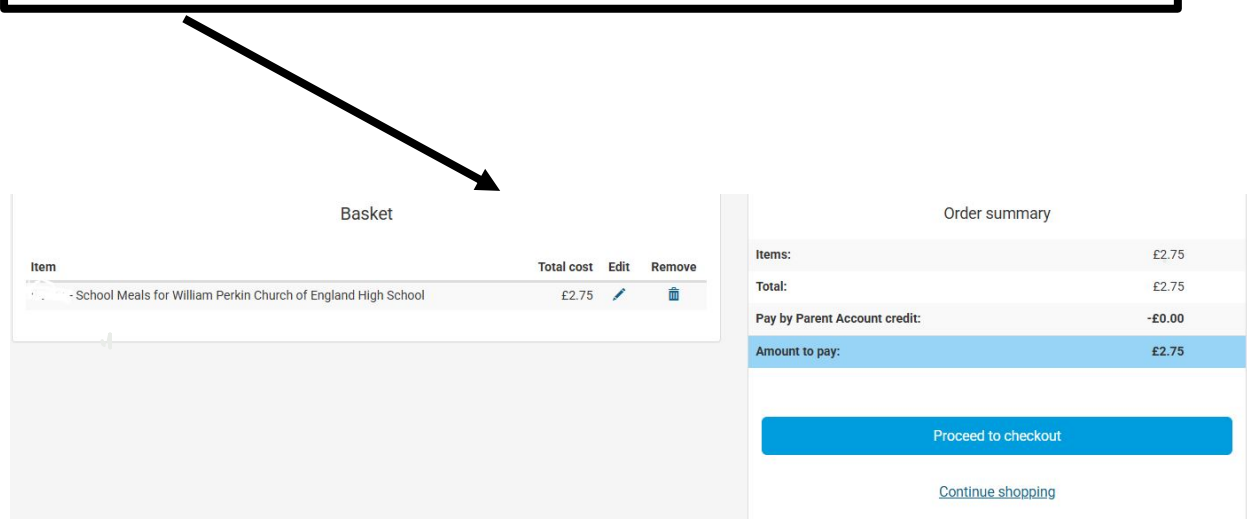 Basket
Item Total cost Edit Remove
- School Meals for William Perkin Church of England High School £2.75
Order summary
Items: £2.75
Total: £2.75
Pay by Parent Account credit: -£0.00
Amount to pay: £2.75
Proceed to checkout
Continue shopping